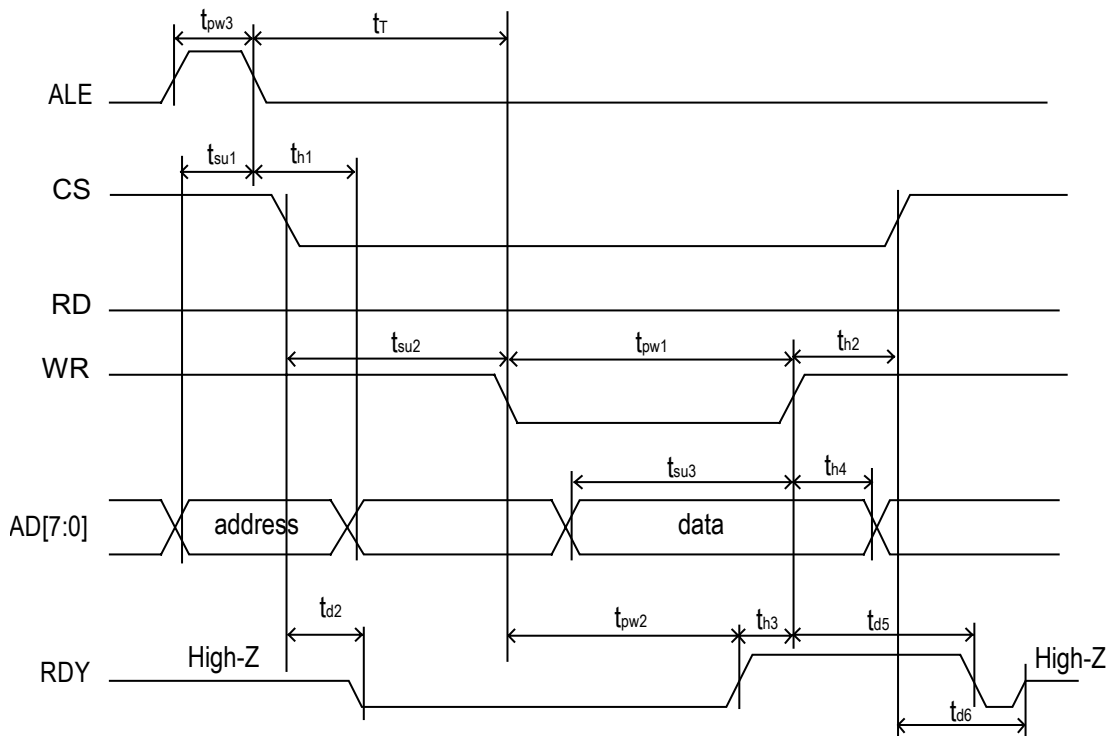 tpw3 tT
ALE
tsu1 th1
CS
RD
tsu2 tpw1 th2
WR
tsu3 th4
AD[7:0] address data
td2 tpw2 th3 td5
RDY High-Z High-Z
td6